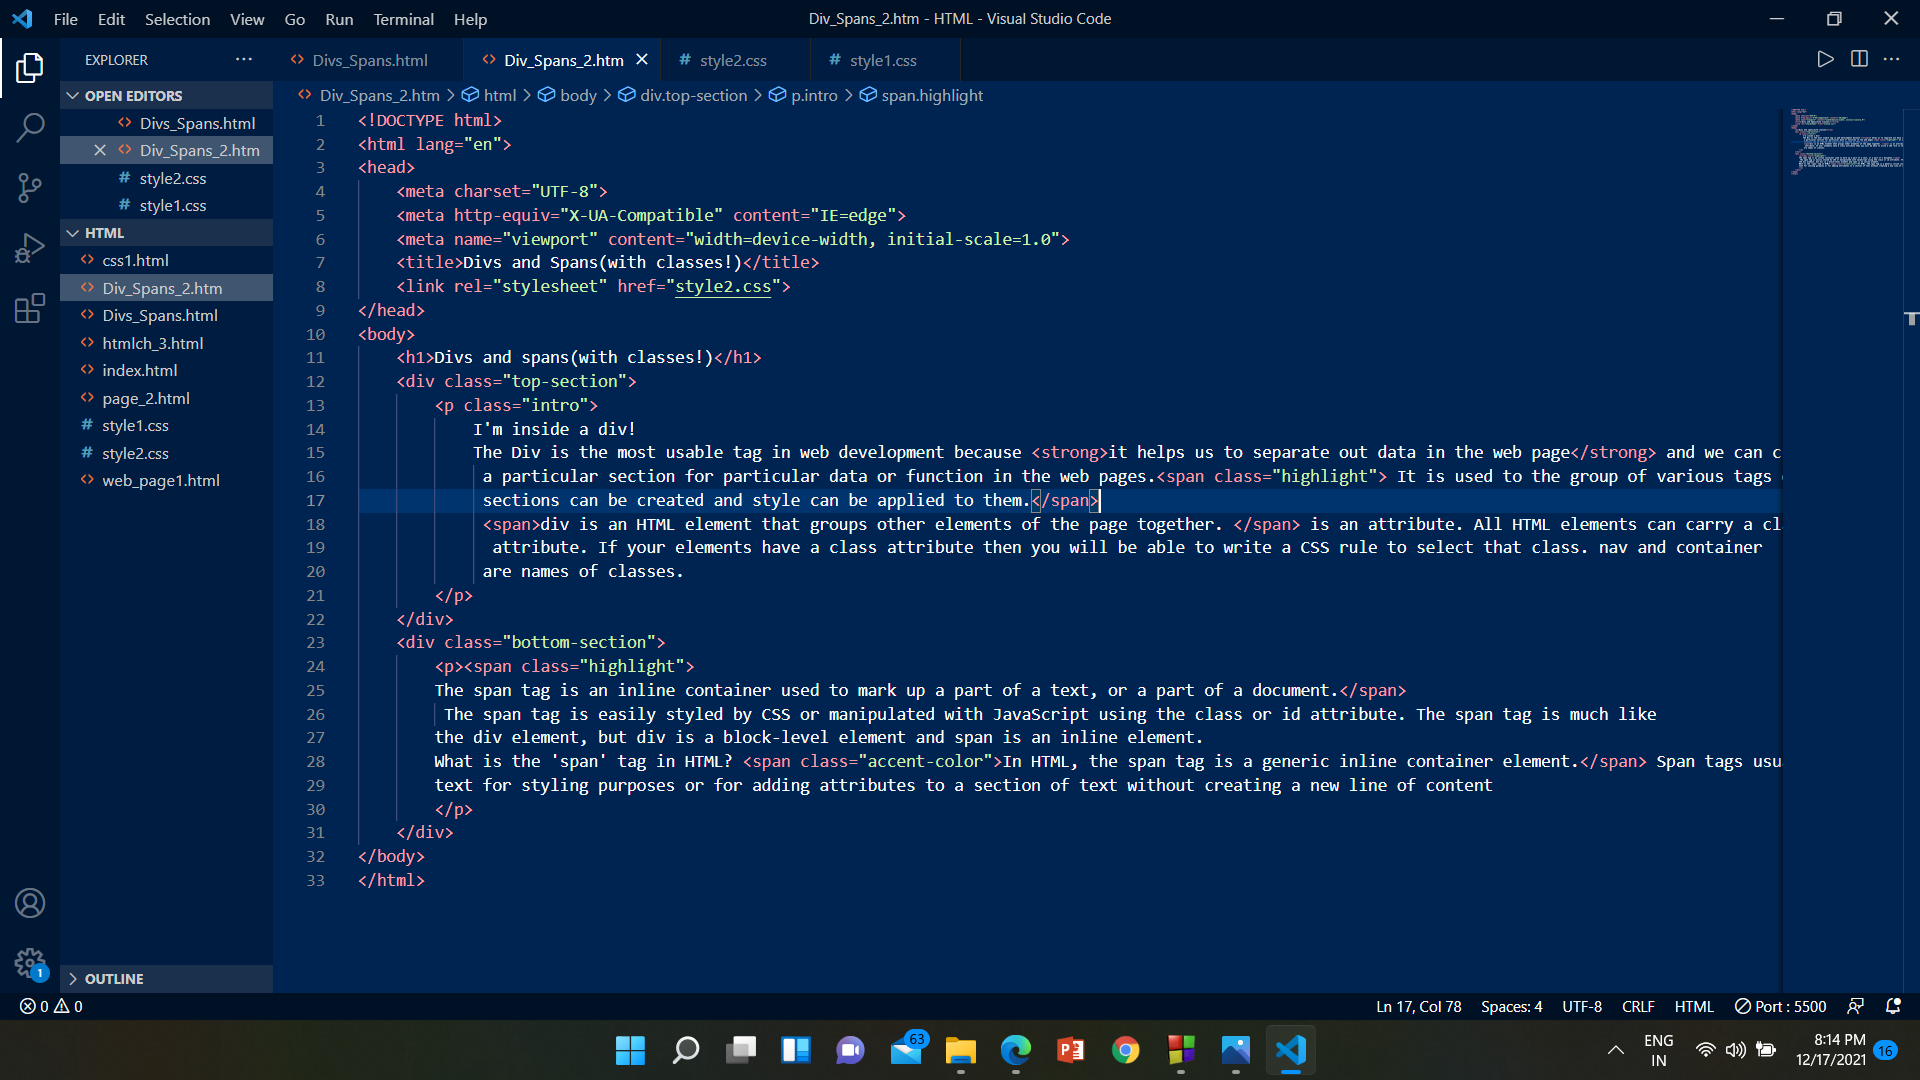 File Edit Selection View Go Run Terminal Help
Div_Spans_2.htm - HTML - Visual Studio Code
EXPLORER
Divs_Spans.html
Div_Spans_2.htm
style2.css
style1.css
OPEN EDITORS
Divs_Spans.html
Div_Spans_2.htm
style2.css
style1.css
HTML
css1.html
Div_Spans_2.htm
Divs_Spans.html
htmlch_3.html
index.html
page_2.html
style1.css
style2.css
web_page1.html
OUTLINE
Div_Spans_2.htm > html > body > div.top-section > p.intro > span.highlight
1 <!DOCTYPE html>
2 <html lang="en">
3 <head>
4 <meta charset="UTF-8">
5 <meta http-equiv="X-UA-Compatible" content="IE=edge">
6 <meta name="viewport" content="width=device-width, initial-scale=1.0">
7 <title>Divs and Spans(with classes!)</title>
8 <link rel="stylesheet" href="style2.css">
9 </head>
10 <body>
11 <h1>Divs and spans(with classes!)</h1>
12 <div class="top-section">
13 <p class="intro">
14 I'm inside a div!
15 The Div is the most usable tag in web development because <strong>it helps us to separate out data in the web page</strong> and we can c
16 a particular section for particular data or function in the web pages.<span class="highlight"> It is used to the group of various tags
17 sections can be created and style can be applied to them.</span>
18 <span>div is an HTML element that groups other elements of the page together. </span> is an attribute. All HTML elements can carry a cl
19 attribute. If your elements have a class attribute then you will be able to write a CSS rule to select that class. nav and container
20 are names of classes.
21 </p>
22 </div>
23 <div class="bottom-section">
24 <p><span class="highlight">
25 The span tag is an inline container used to mark up a part of a text, or a part of a document.</span>
26 The span tag is easily styled by CSS or manipulated with JavaScript using the class or id attribute. The span tag is much like
27 the div element, but div is a block-level element and span is an inline element.
28 What is the 'span' tag in HTML? <span class="accent-color">In HTML, the span tag is a generic inline container element.</span> Span tags usu
29 text for styling purposes or for adding attributes to a section of text without creating a new line of content
30 </p>
31 </div>
32 </body>
33 </html>
1
0 0
Ln 17, Col 78 Spaces: 4 UTF-8 CRLF HTML Port : 5500
63
ENG
IN
8:14 PM
12/17/2021
16